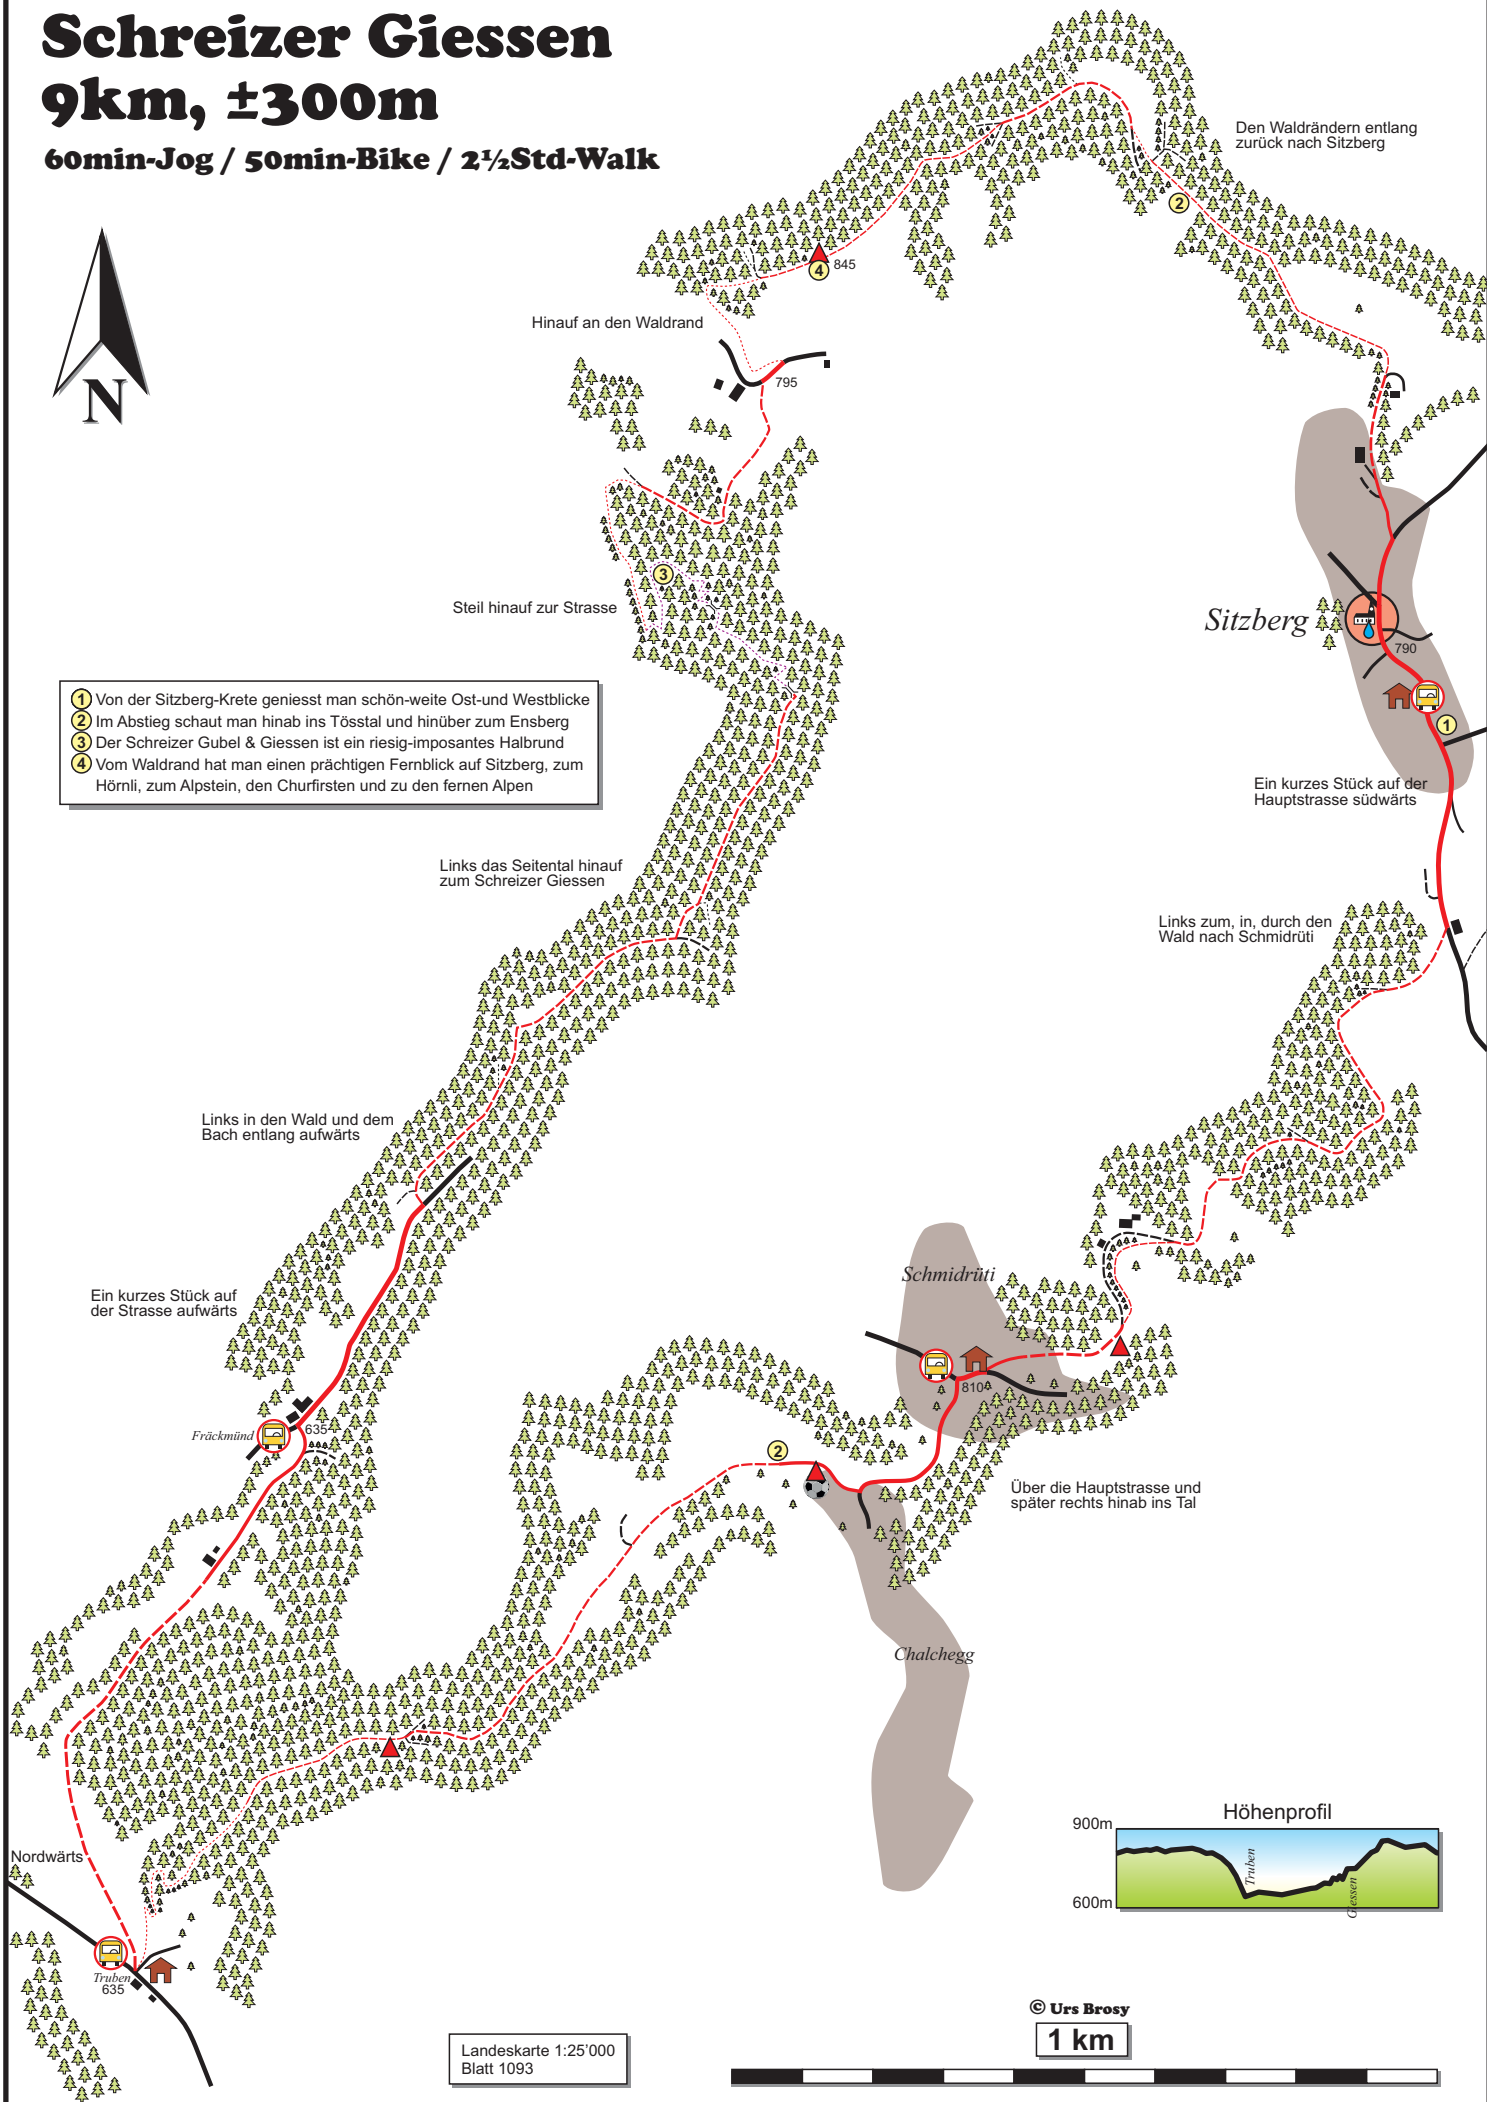 Schreizer Giessen
9km, ±300m
60min-Jog / 50min-Bike / 2½Std-Walk
Den Waldrändern entlang
zurück nach Sitzberg
2
4
845
N
Hinauf an den Waldrand
795
3
Steil hinauf zur Strasse
Sitzberg
790
1
1 Von der Sitzberg-Krete geniesst man schön-weite Ost-und Westblicke
2 Im Abstieg schaut man hinab ins Tösstal und hinüber zum Ensberg
3 Der Schreizer Gubel & Giessen ist ein riesig-imposantes Halbrund
4 Vom Waldrand hat man einen prächtigen Fernblick auf Sitzberg, zum
Hörnli, zum Alpstein, den Churfirsten und zu den fernen Alpen
Ein kurzes Stück auf der
Hauptstrasse südwärts
Links das Seitental hinauf
zum Schreizer Giessen
Links zum, in, durch den
Wald nach Schmidrüti
Links in den Wald und dem
Bach entlang aufwärts
Schmidrüti
810
Ein kurzes Stück auf
der Strasse aufwärts
Fräckmünd
635
2
Über die Hauptstrasse und
später rechts hinab ins Tal
Chalchegg
Nordwärts
Truben
635
Höhenprofil
900m
600m
Truben
Giessen
© Urs Brosy
1 km
Landeskarte 1:25'000
Blatt 1093